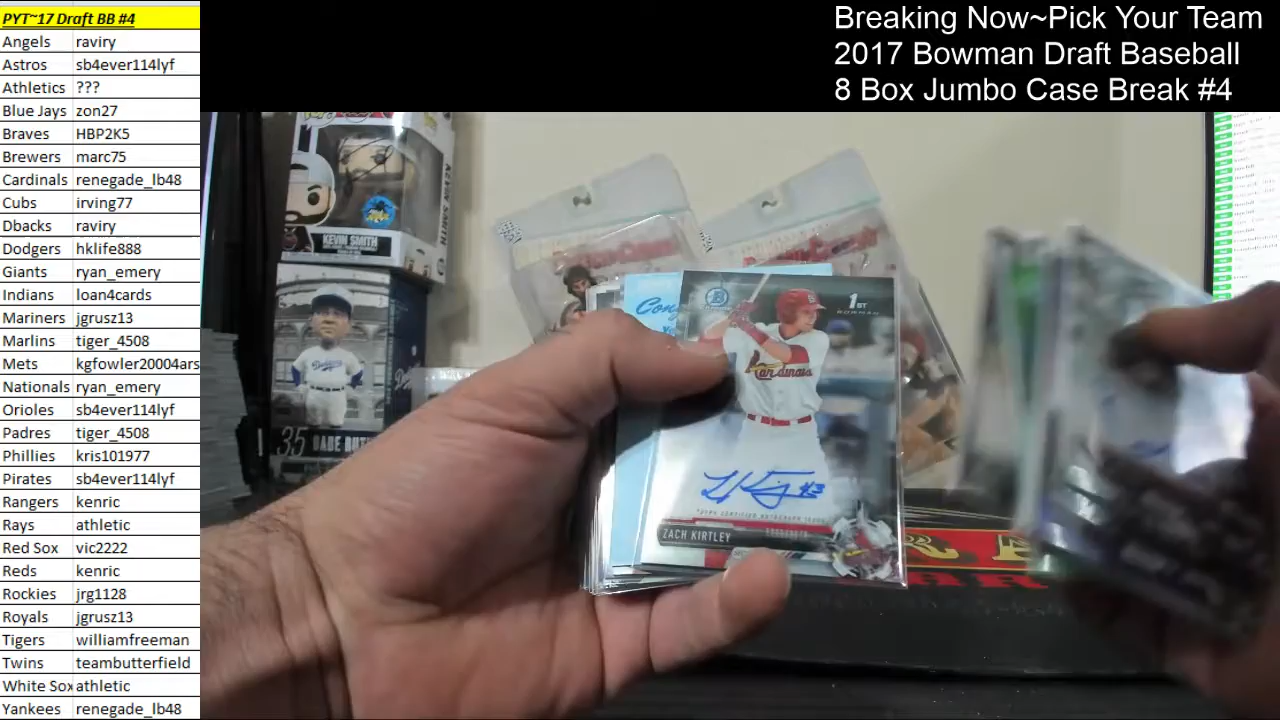 PYT~17 Draft BB #4
Angels raviry
Astros sb4ever114lyf
Athletics ???
Blue Jays zon27
Braves HBP2K5
Brewers marc75
Cardinals renegade_lb48
Cubs irving77
Dbacks raviry
Dodgers hklife888
Giants ryan_emery
Indians loan4cards
Mariners jgrusz13
Marlins tiger_4508
Mets kgfowler20004ars
Nationals ryan_emery
Orioles sb4ever114lyf
Padres tiger_4508
Phillies kris101977
Pirates sb4ever114lyf
Rangers kenric
Rays athletic
Red Sox vic2222
Reds kenric
Rockies jrg1128
Royals jgrusz13
Tigers williamfreeman
Twins teambutterfield
White Sox athletic
Yankees renegade_lb48
Breaking Now~Pick Your Team
2017 Bowman Draft Baseball
8 Box Jumbo Case Break #4
KEVIN SMITH
KEVIN SMITH
Dodgers
35
1ST
BOWMAN
Cardinals
ZACH KIRTLEY